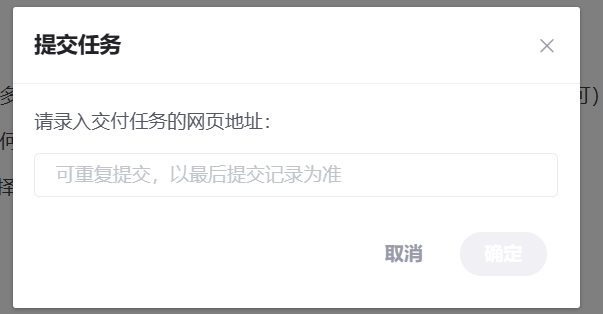 提交任务
多
可）
请录入交付任务的网页地址：
何
可重复提交，以最后提交记录为准
择
取消
确定